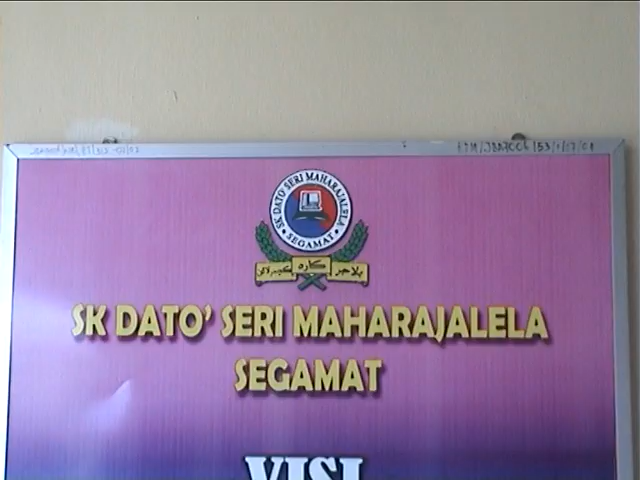 SK DATO' SERI MAHARAJALELA
• SEGAMAT •
SK DATO' SERI MAHARAJALELA
SEGAMAT
VISI